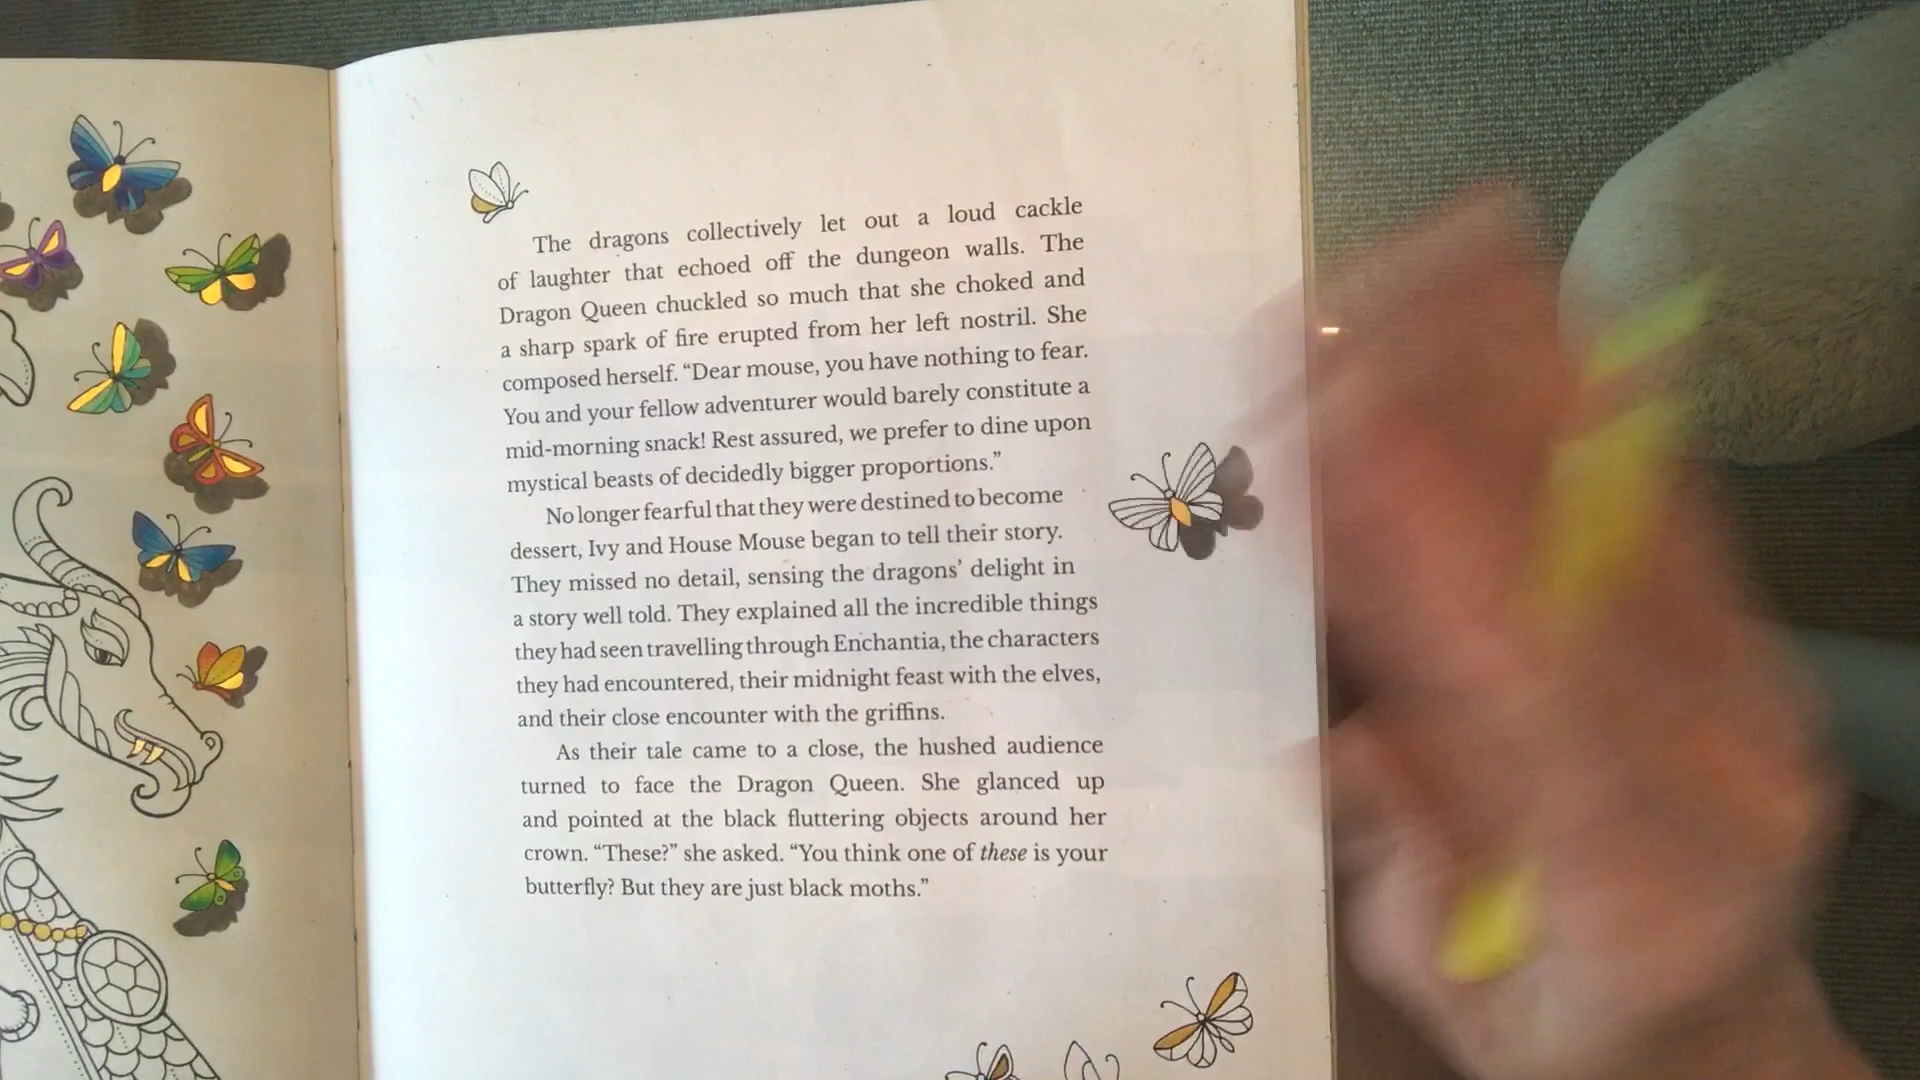 The dragons collectively let out a loud cackle
of laughter that echoed off the dungeon walls. The
Dragon Queen chuckled so much that she choked and
a sharp spark of fire erupted from her left nostril. She
composed herself. “Dear mouse, you have nothing to fear.
You and your fellow adventurer would barely constitute a
mid-morning snack! Rest assured, we prefer to dine upon
mystical beasts of decidedly bigger proportions.”
No longer fearful that they were destined to become
dessert, Ivy and House Mouse began to tell their story.
They missed no detail, sensing the dragons’ delight in
a story well told. They explained all the incredible things
they had seen travelling through Enchantia, the characters
they had encountered, their midnight feast with the elves,
and their close encounter with the griffins.
As their tale came to a close, the hushed audience
turned to face the Dragon Queen. She glanced up
and pointed at the black fluttering objects around her
crown. “These?” she asked. “You think one of these is your
butterfly? But they are just black moths.”